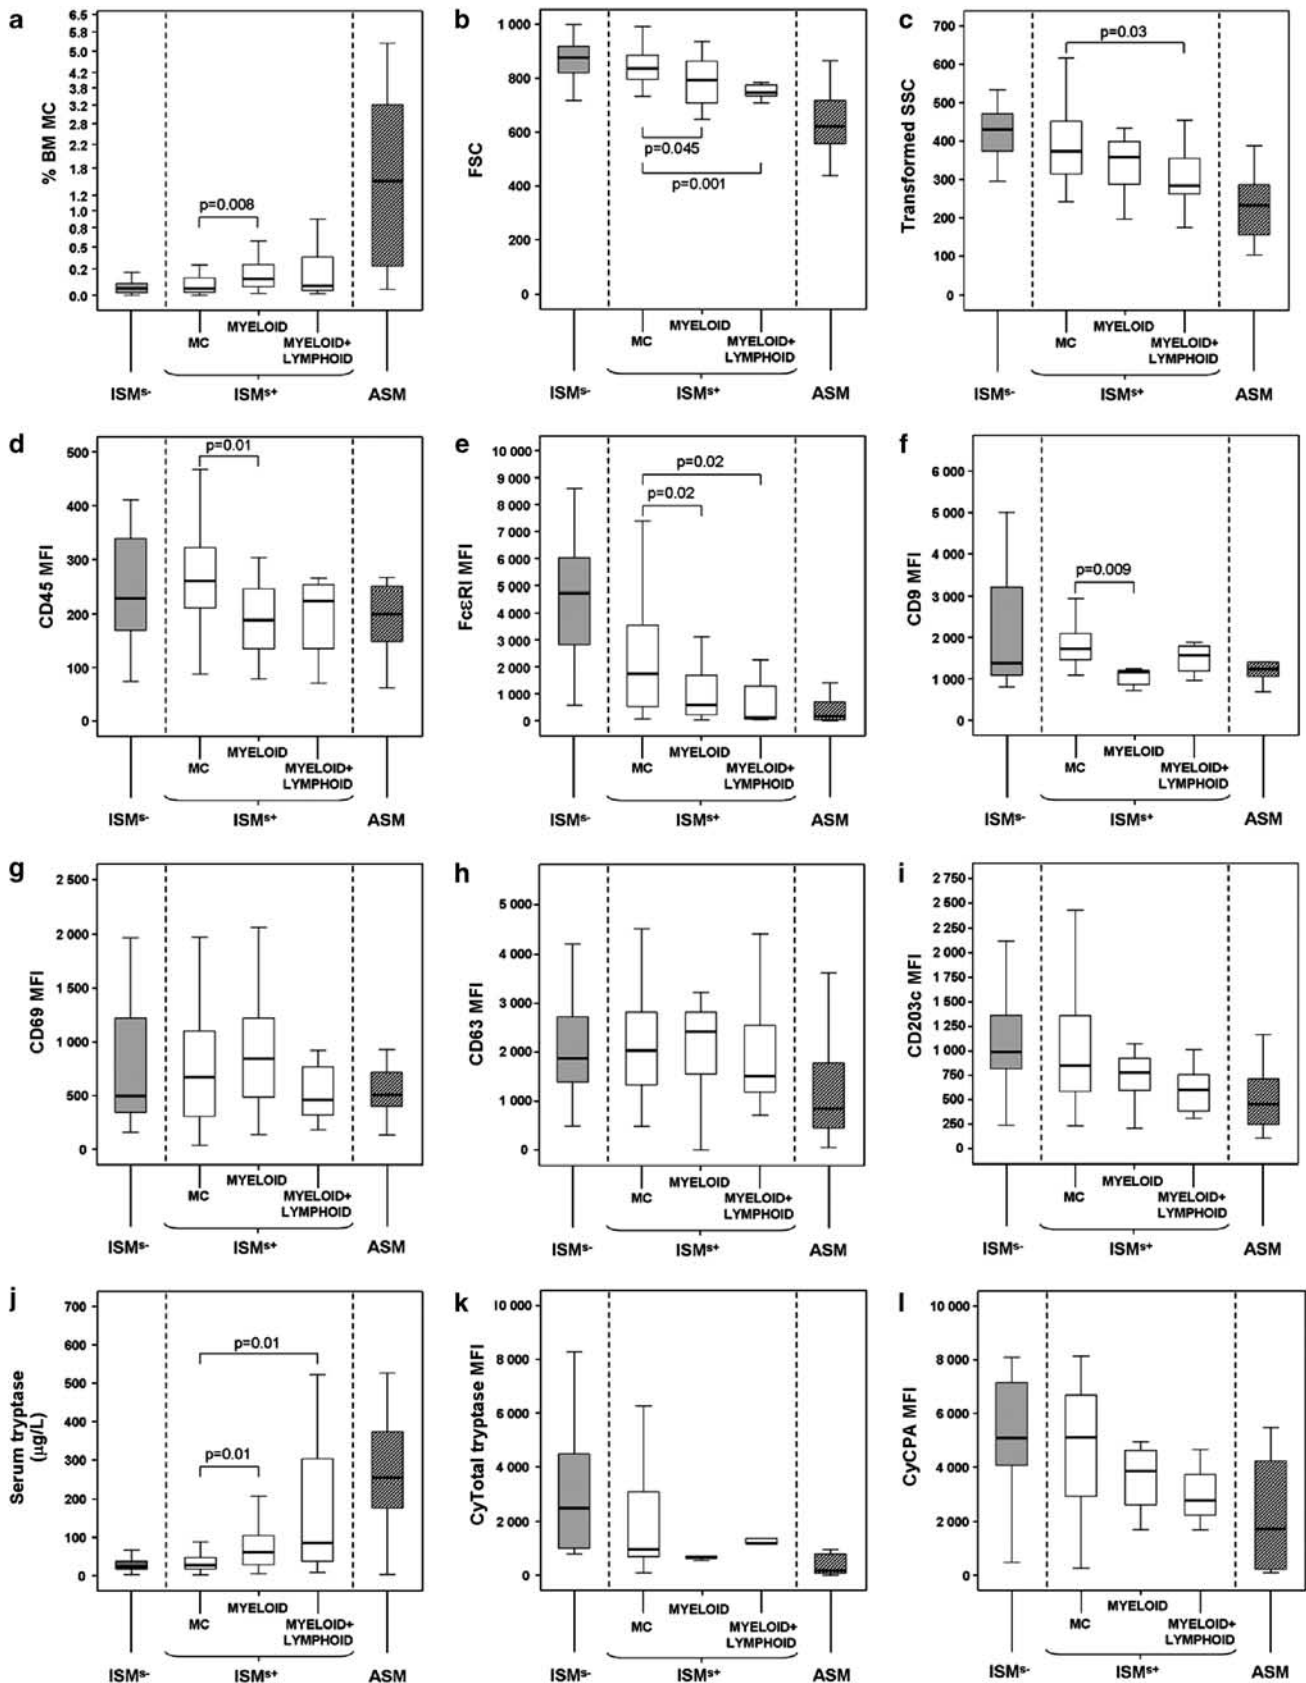 a
% BM MC
6.5
5.8
5.0
4.2
3.8
3.2
2.8
2.2
1.8
1.2
1.0
0.8
0.5
0.2
0.0
p=0.008
MYELOID
MC
MYELOID+
LYMPHOID
ISMs-
ISMs+
ASM
b
FSC
1 000
800
600
400
200
0
p=0.045
p=0.001
MYELOID
MC
MYELOID+
LYMPHOID
ISMs-
ISMs+
ASM
c
Transformed SSC
700
600
500
400
300
200
100
0
p=0.03
MYELOID
MC
MYELOID+
LYMPHOID
ISMs-
ISMs+
ASM
d
CD45 MFI
500
400
300
200
100
0
p=0.01
MYELOID
MC
MYELOID+
LYMPHOID
ISMs-
ISMs+
ASM
e
FcεRI MFI
10 000
9 000
8 000
7 000
6 000
5 000
4 000
3 000
2 000
1 000
0
p=0.02
p=0.02
MYELOID
MC
MYELOID+
LYMPHOID
ISMs-
ISMs+
ASM
f
CD9 MFI
6 000
5 000
4 000
3 000
2 000
1 000
0
p=0.009
MYELOID
MC
MYELOID+
LYMPHOID
ISMs-
ISMs+
ASM
g
CD69 MFI
2 500
2 000
1 500
1 000
500
0
MYELOID
MC
MYELOID+
LYMPHOID
ISMs-
ISMs+
ASM
h
CD63 MFI
5 000
4 000
3 000
2 000
1 000
0
MYELOID
MC
MYELOID+
LYMPHOID
ISMs-
ISMs+
ASM
i
CD203c MFI
2 750
2 500
2 250
2 000
1 750
1 500
1 250
1 000
750
500
250
0
MYELOID
MC
MYELOID+
LYMPHOID
ISMs-
ISMs+
ASM
j
Serum tryptase
(µg/L)
700
600
500
400
300
200
100
0
p=0.01
p=0.01
MYELOID
MC
MYELOID+
LYMPHOID
ISMs-
ISMs+
ASM
k
CyTotal tryptase MFI
10 000
8 000
6 000
4 000
2 000
0
MYELOID
MC
MYELOID+
LYMPHOID
ISMs-
ISMs+
ASM
l
CyCPA MFI
10 000
8 000
6 000
4 000
2 000
0
MYELOID
MC
MYELOID+
LYMPHOID
ISMs-
ISMs+
ASM